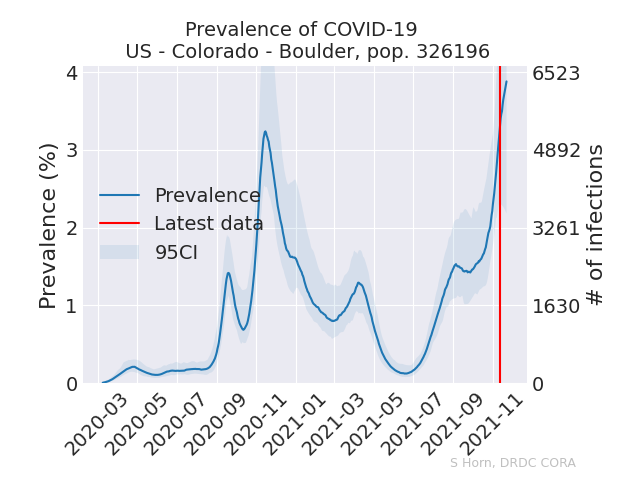 Prevalence of COVID-19
US - Colorado - Boulder, pop. 326196
Prevalence (%)
4
3
2
1
0
6523
4892
3261
1630
0
# of infections
Prevalence
Latest data
95CI
2020-03
2020-05
2020-07
2020-09
2020-11
2021-01
2021-03
2021-05
2021-07
2021-09
2021-11
S Horn, DRDC CORA